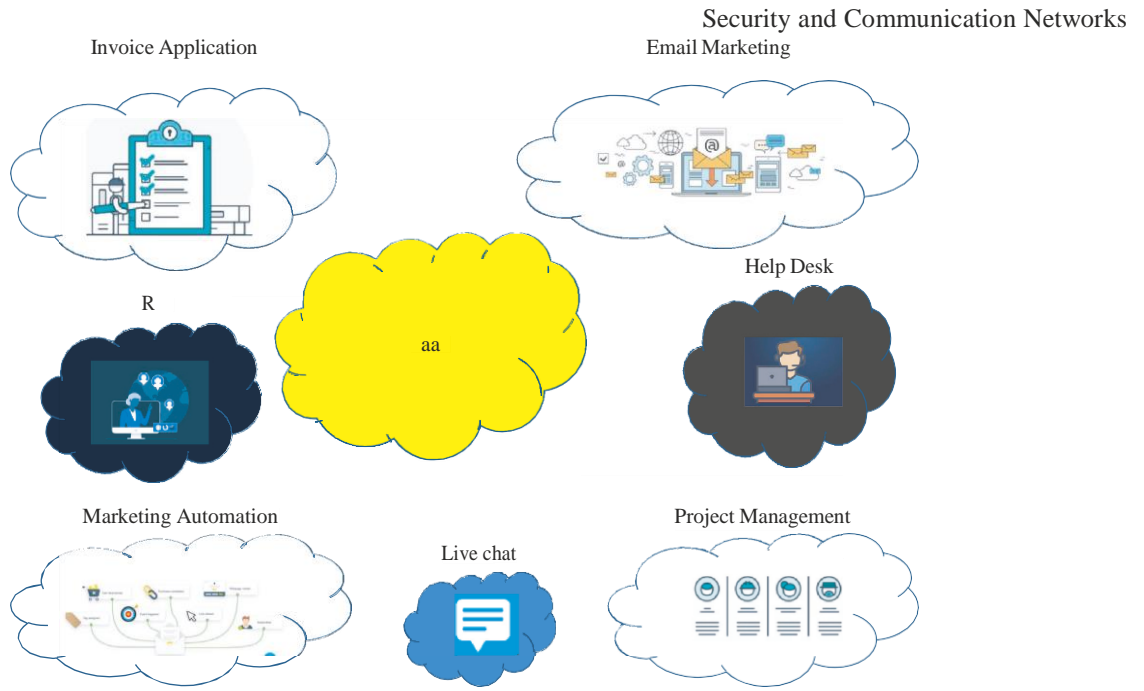 Security and Communication Networks
Invoice Application
Email Marketing
@
Help Desk
R
aa
Marketing Automation
Project Management
Live chat